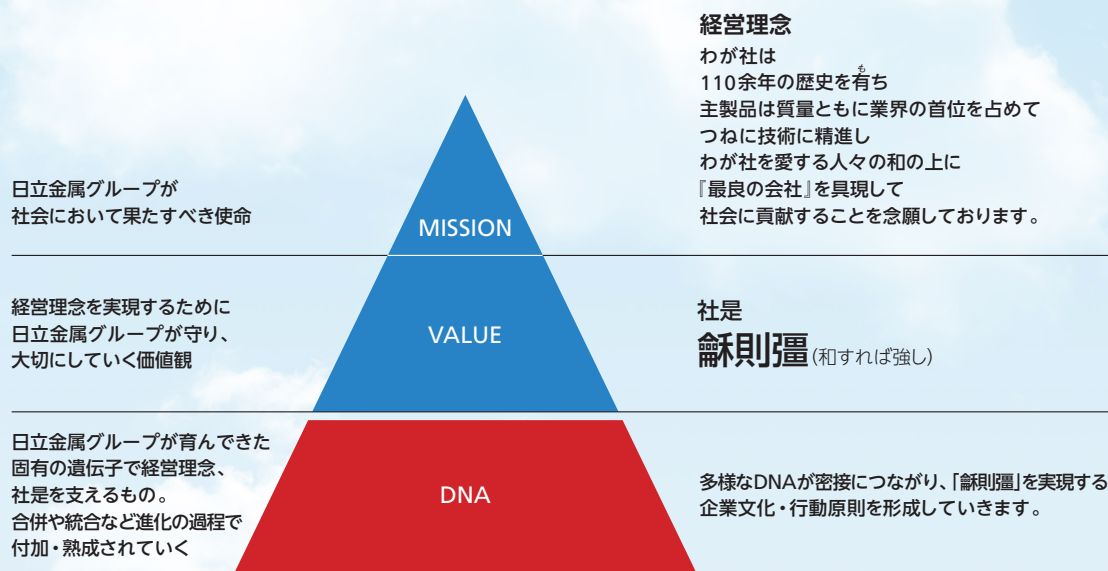 経営理念
わが社は
110余年の歴史を有ち
も
主製品は質量ともに業界の首位を占めて
つねに技術に精進し
わが社を愛する人々の和の上に
『最良の会社』を具現して
社会に貢献することを念願しております。
日立金属グループが
社会において果たすべき使命
MISSION
経営理念を実現するために
日立金属グループが守り、
大切にしていく価値観
VALUE
社是
龢則彊(和すれば強し)
日立金属グループが育んできた
固有の遺伝子で経営理念、
社是を支えるもの。
合併や統合など進化の過程で
付加・熟成されていく
DNA
多様なDNAが密接につながり、「龢則彊」を実現する
企業文化・行動原則を形成していきます。